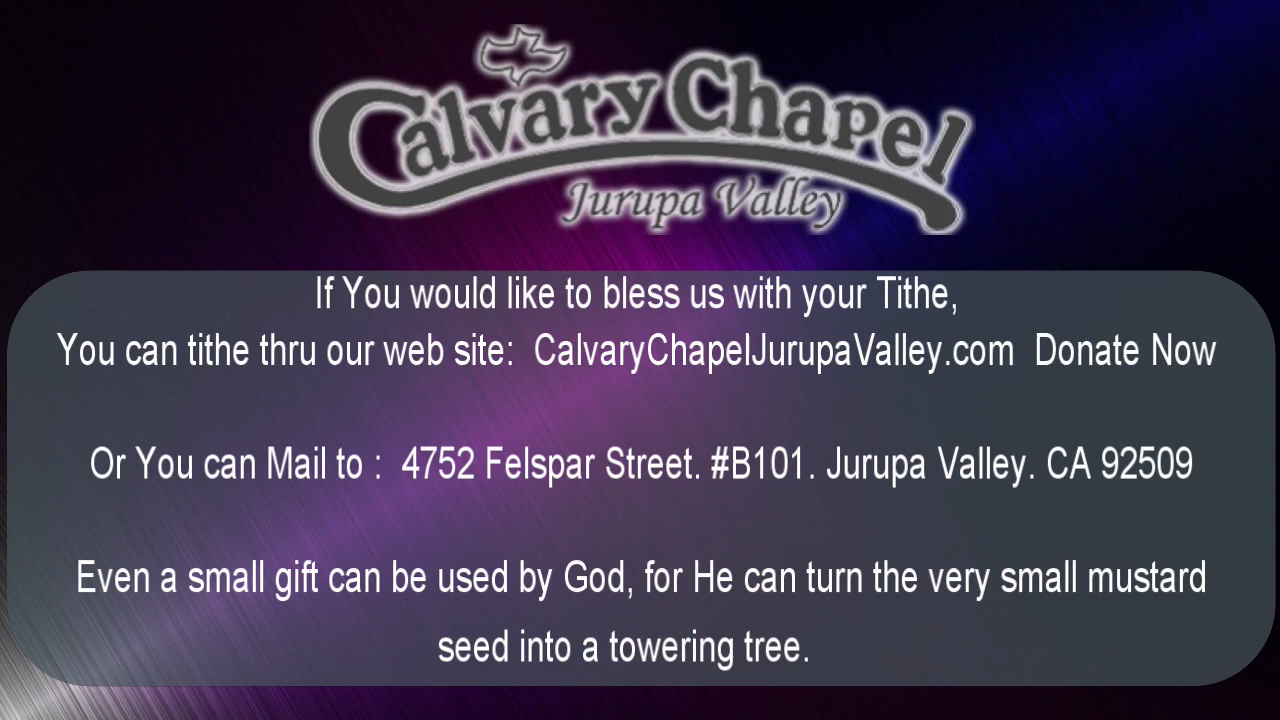 Calvary Chapel
Jurupa Valley
If You would like to bless us with your Tithe,
You can tithe thru our web site:  CalvaryChapelJurupaValley.com  Donate Now
Or You can Mail to :  4752 Felspar Street. #B101. Jurupa Valley. CA 92509
Even a small gift can be used by God, for He can turn the very small mustard
seed into a towering tree.